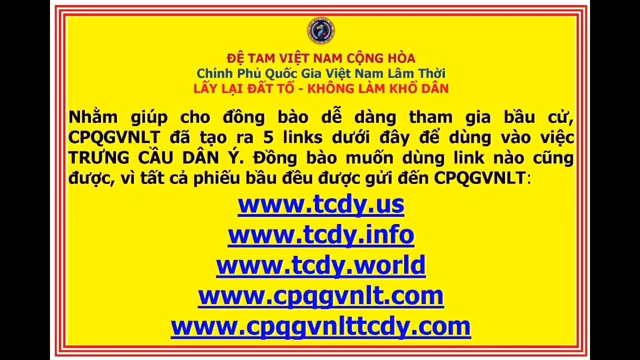 ĐỆ TAM VIỆT NAM CỘNG HÒA
Chính Phủ Quốc Gia Việt Nam Lâm Thời
LẤY LẠI ĐẤT TỔ - KHÔNG LÀM KHỔ DÂN
Nhằm giúp cho đồng bào dễ dàng tham gia bầu cử,
CPQGVNLT đã tạo ra 5 links dưới đây để dùng vào việc
TRƯNG CẦU DÂN Ý. Đồng bào muốn dùng link nào cũng
được, vì tất cả phiếu bầu đều được gửi đến CPQGVNLT:
www.tcdy.us
www.tcdy.info
www.tcdy.world
www.cpqgvnlt.com
www.cpqgvnlttcdy.com